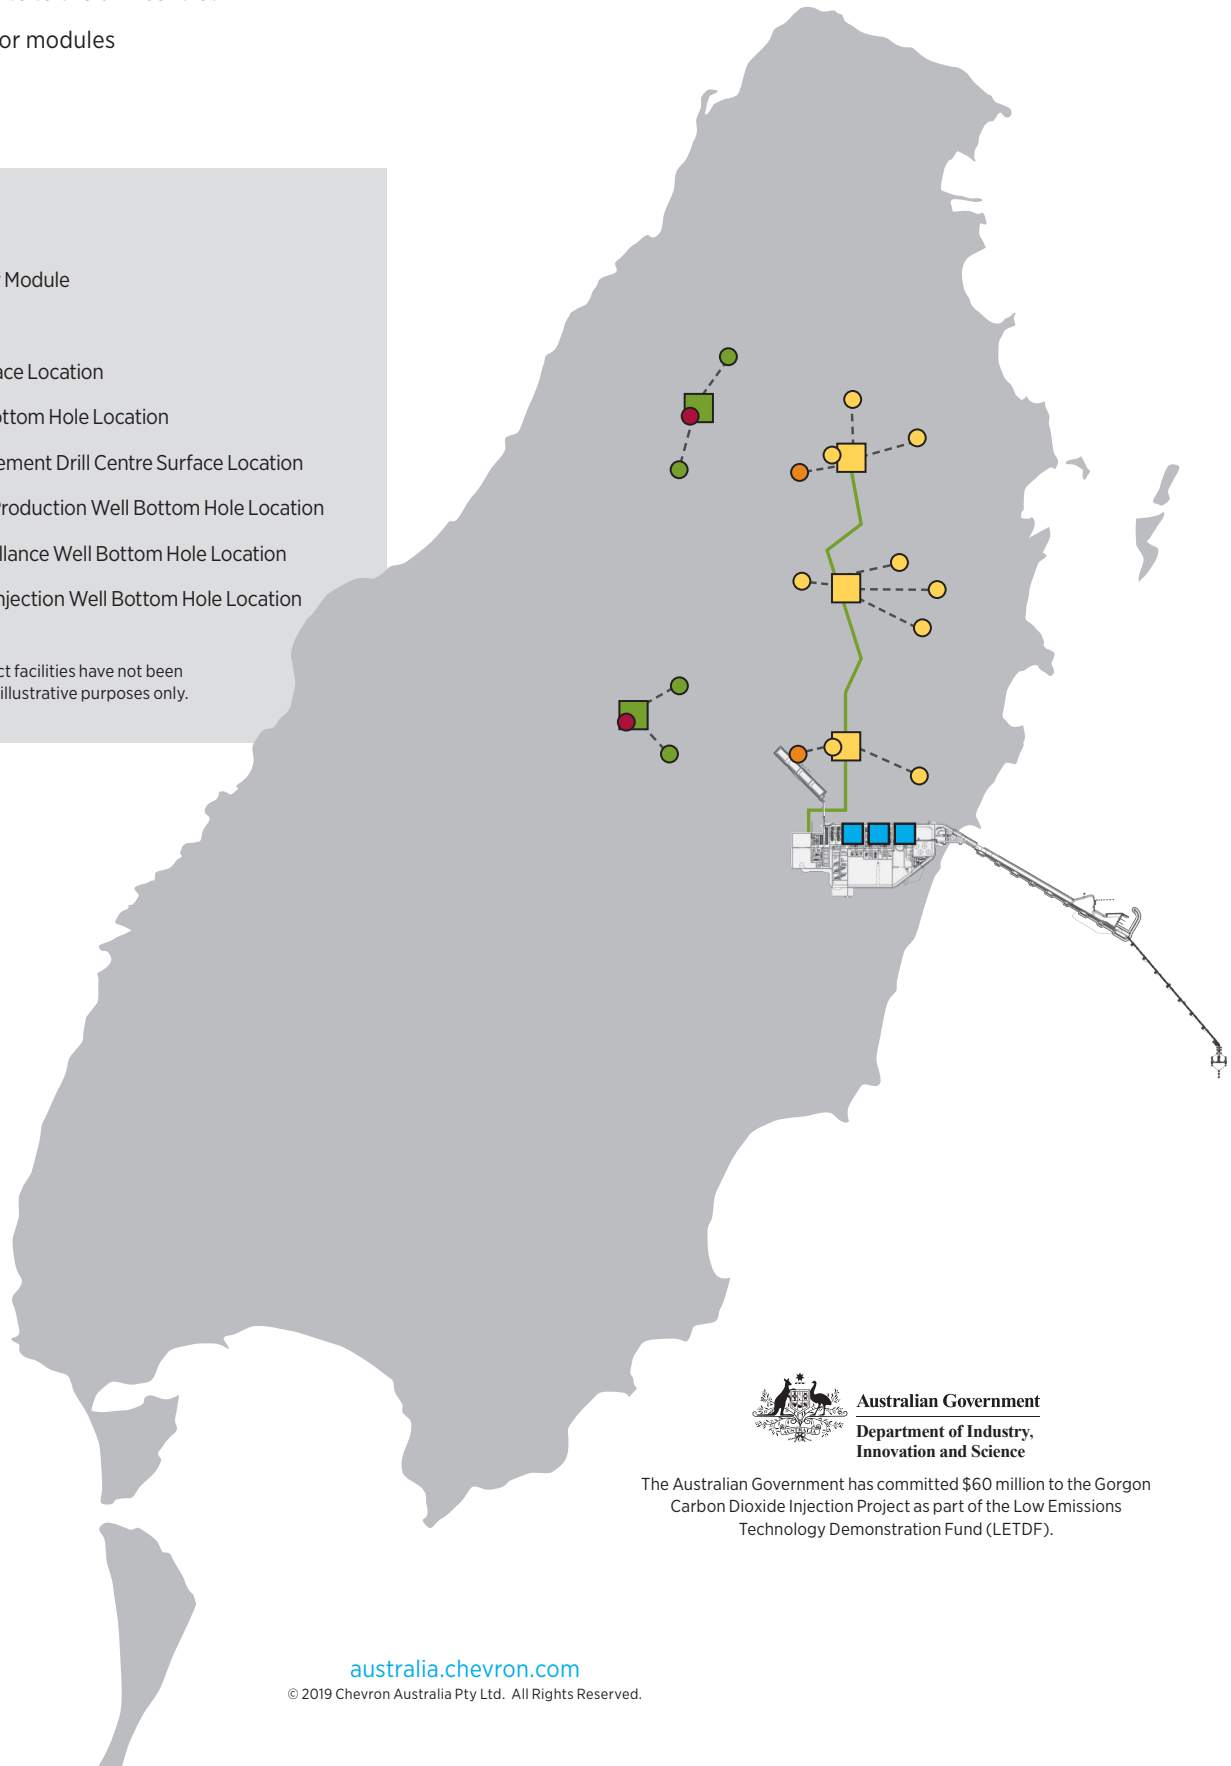 or modules
Module
ace Location
ottom Hole Location
ement Drill Centre Surface Location
Production Well Bottom Hole Location
llance Well Bottom Hole Location
njection Well Bottom Hole Location
ct facilities have not been
illustrative purposes only.
AUSTRALIA
Australian Government
Department of Industry,
Innovation and Science
The Australian Government has committed $60 million to the Gorgon
Carbon Dioxide Injection Project as part of the Low Emissions
Technology Demonstration Fund (LETDF).
australia.chevron.com
© 2019 Chevron Australia Pty Ltd. All Rights Reserved.